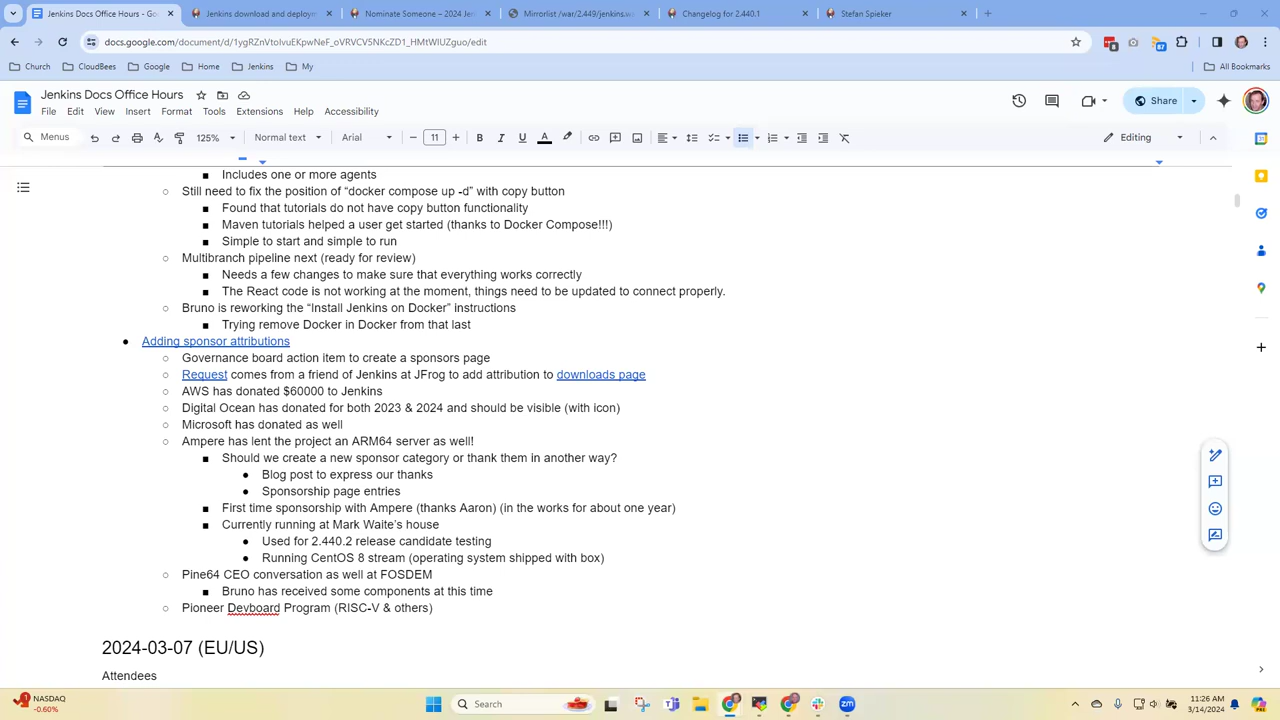 Jenkins Docs Office Hours - Goo
Jenkins download and deploym
Nominate Someone – 2024 Jen
Mirrorlist /war/2.449/jenkins.wa
Changelog for 2.440.1
Stefan Spieker
docs.google.com/document/d/1ygRZnVtoIvuEKpwNeF_oVRVCV5NKcZD1_HMtWlUZguo/edit
Church
CloudBees
Google
Home
Jenkins
My
All Bookmarks
Jenkins Docs Office Hours
File Edit View Insert Format Tools Extensions Help Accessibility
Share
Menus
125%
Normal text
Arial
11
Editing
■ Includes one or more agents
○ Still need to fix the position of “docker compose up -d” with copy button
■ Found that tutorials do not have copy button functionality
■ Maven tutorials helped a user get started (thanks to Docker Compose!!!)
■ Simple to start and simple to run
○ Multibranch pipeline next (ready for review)
■ Needs a few changes to make sure that everything works correctly
■ The React code is not working at the moment, things need to be updated to connect properly.
○ Bruno is reworking the “Install Jenkins on Docker” instructions
■ Trying remove Docker in Docker from that last
● Adding sponsor attributions
○ Governance board action item to create a sponsors page
○ Request comes from a friend of Jenkins at JFrog to add attribution to downloads page
○ AWS has donated $60000 to Jenkins
○ Digital Ocean has donated for both 2023 & 2024 and should be visible (with icon)
○ Microsoft has donated as well
○ Ampere has lent the project an ARM64 server as well!
■ Should we create a new sponsor category or thank them in another way?
● Blog post to express our thanks
● Sponsorship page entries
■ First time sponsorship with Ampere (thanks Aaron) (in the works for about one year)
■ Currently running at Mark Waite’s house
● Used for 2.440.2 release candidate testing
● Running CentOS 8 stream (operating system shipped with box)
○ Pine64 CEO conversation as well at FOSDEM
■ Bruno has received some components at this time
○ Pioneer Devboard Program (RISC-V & others)
2024-03-07 (EU/US)
Attendees
NASDAQ
-0.60%
Search
11:26 AM
3/14/2024